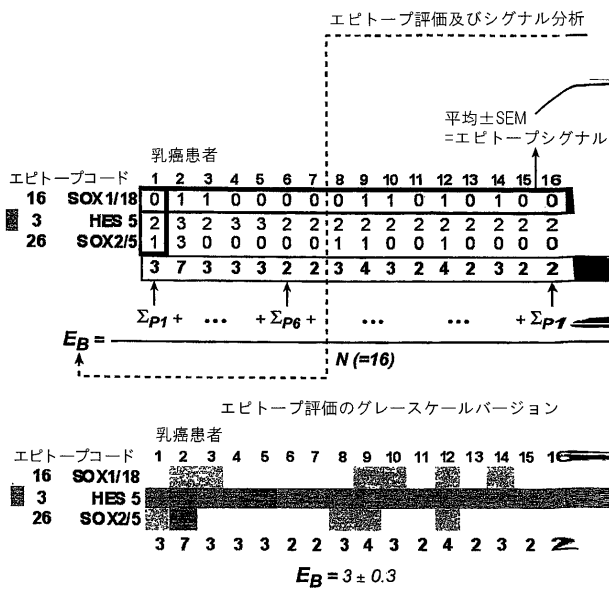 エピトープ評価及びシグナル分析
平均±SEM
=エピトープシグナル
乳癌患者
エピトープコード 1 2 3 4 5 6 7 8 9 10 11 12 13 14 15 16
16 SOX1/18 0 1 1 0 0 0 0 0 1 1 0 1 0 1 0 0
3 HES 5 2 3 2 3 3 2 2 2 2 2 2 2 2 2 2 2
26 SOX2/5 1 3 0 0 0 0 0 1 1 0 0 1 0 0 0 0
3 7 3 3 3 2 2 3 4 3 2 4 2 3 2 2
ΣP1 + ... + ΣP6 + ... ... + ΣP1
EB =
N (=16)
エピトープ評価のグレースケールバージョン
乳癌患者
エピトープコード 1 2 3 4 5 6 7 8 9 10 11 12 13 14 15 16
16 SOX1/18
3 HES 5
26 SOX2/5
3 7 3 3 3 2 2 3 4 3 2 4 2 3 2 2
EB = 3 ± 0.3